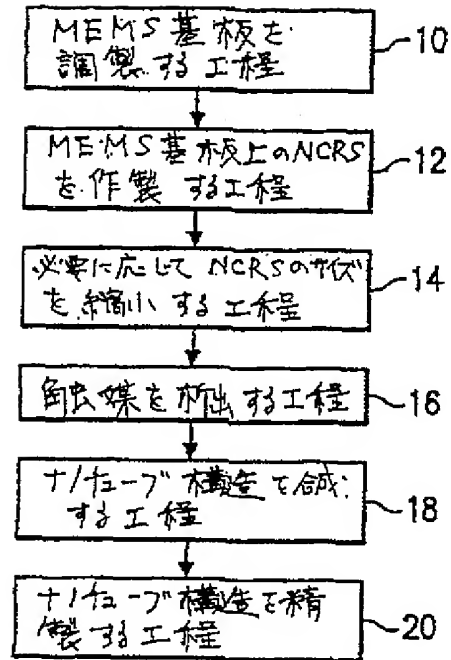 MEMS基板を
調製する工程
10
MEMS基板上のNCRS
を作製する工程
12
必要に応じてNCRSのサイズ
を縮小する工程
14
触媒を析出する工程
16
ナノチューブ構造を合成
する工程
18
ナノチューブ構造を精
製する工程
20